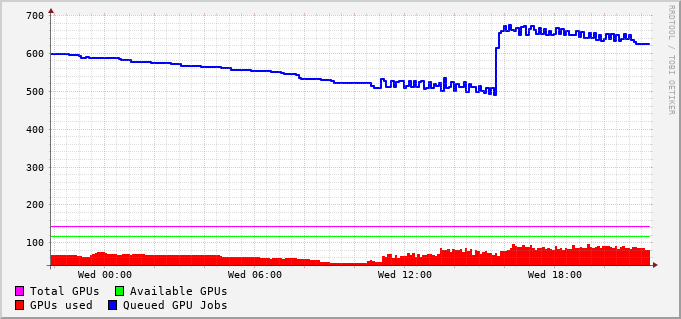 700
600
500
400
300
200
100
Wed 00:00 Wed 06:00 Wed 12:00 Wed 18:00
Total GPUs Available GPUs
GPUs used Queued GPU Jobs
RRDTOOL / TOBI OETIKER